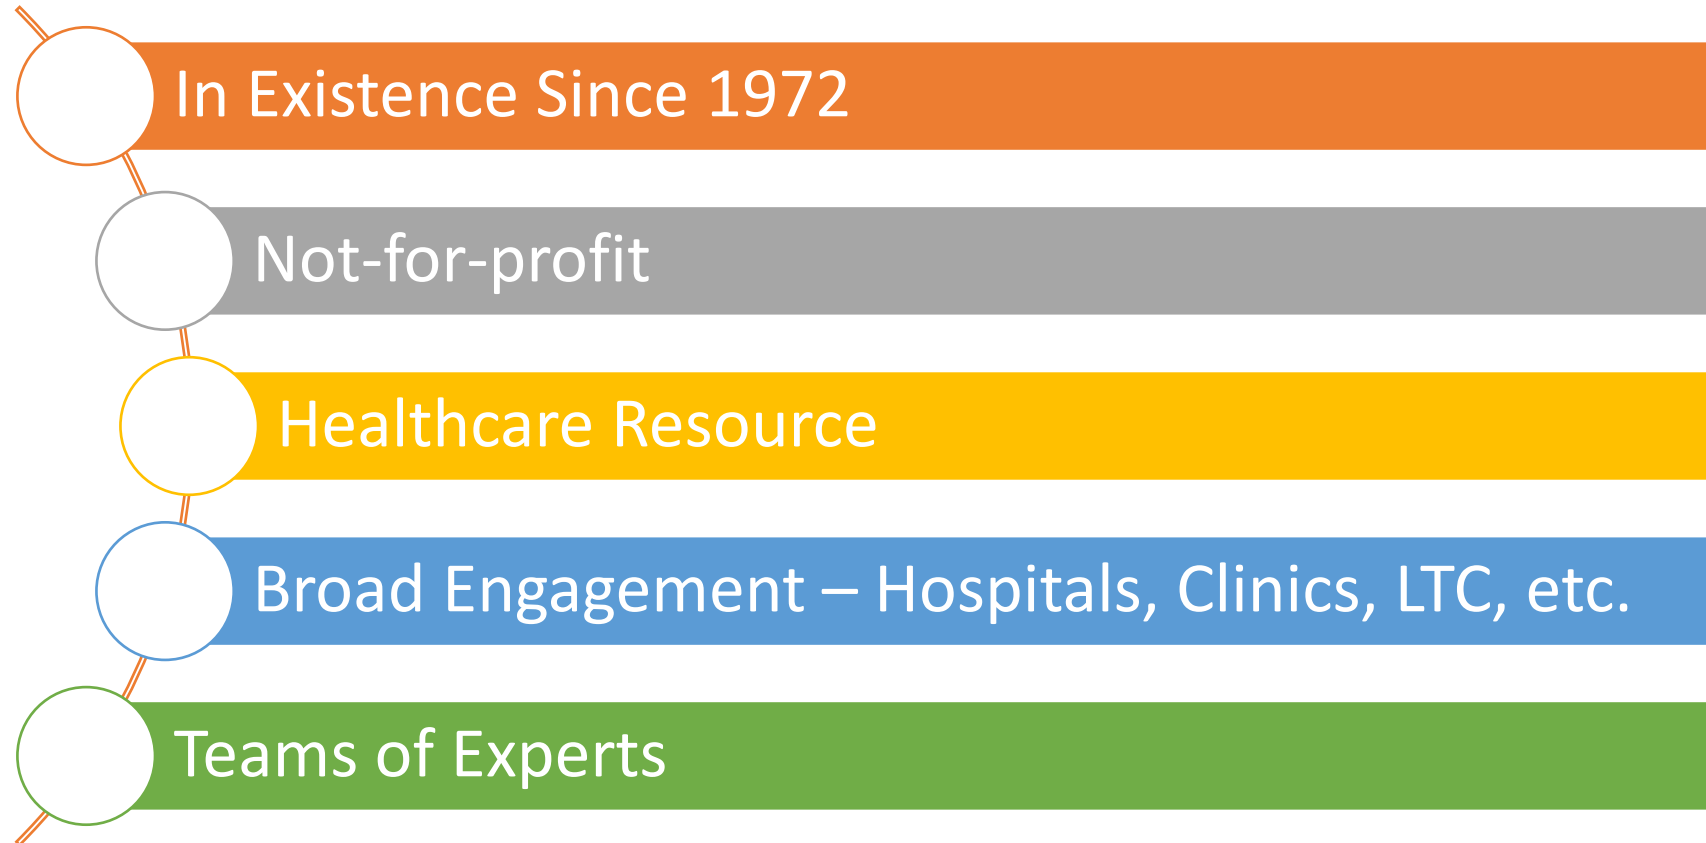 In Existence Since 1972
Not-for-profit
Healthcare Resource
Broad Engagement – Hospitals, Clinics, LTC, etc.
Teams of Experts